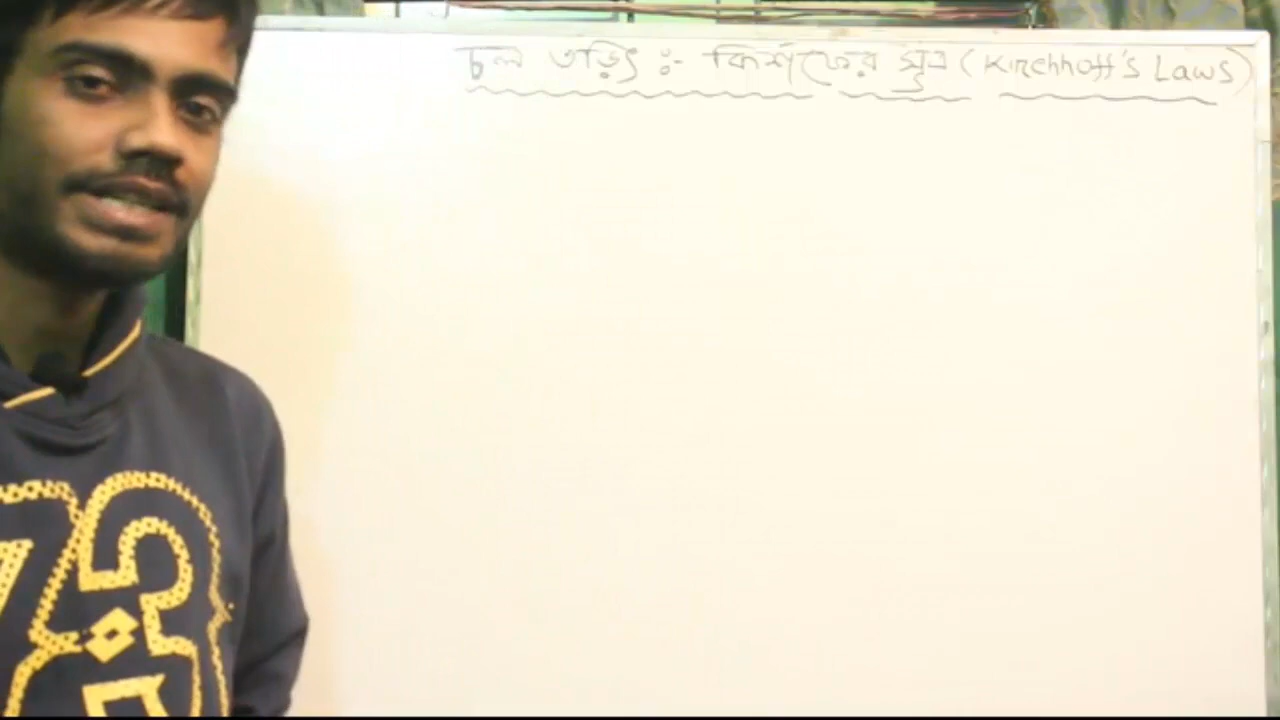 চল তড়িৎ :- কির্শফের সূত্র (Kirchhoff's Laws)